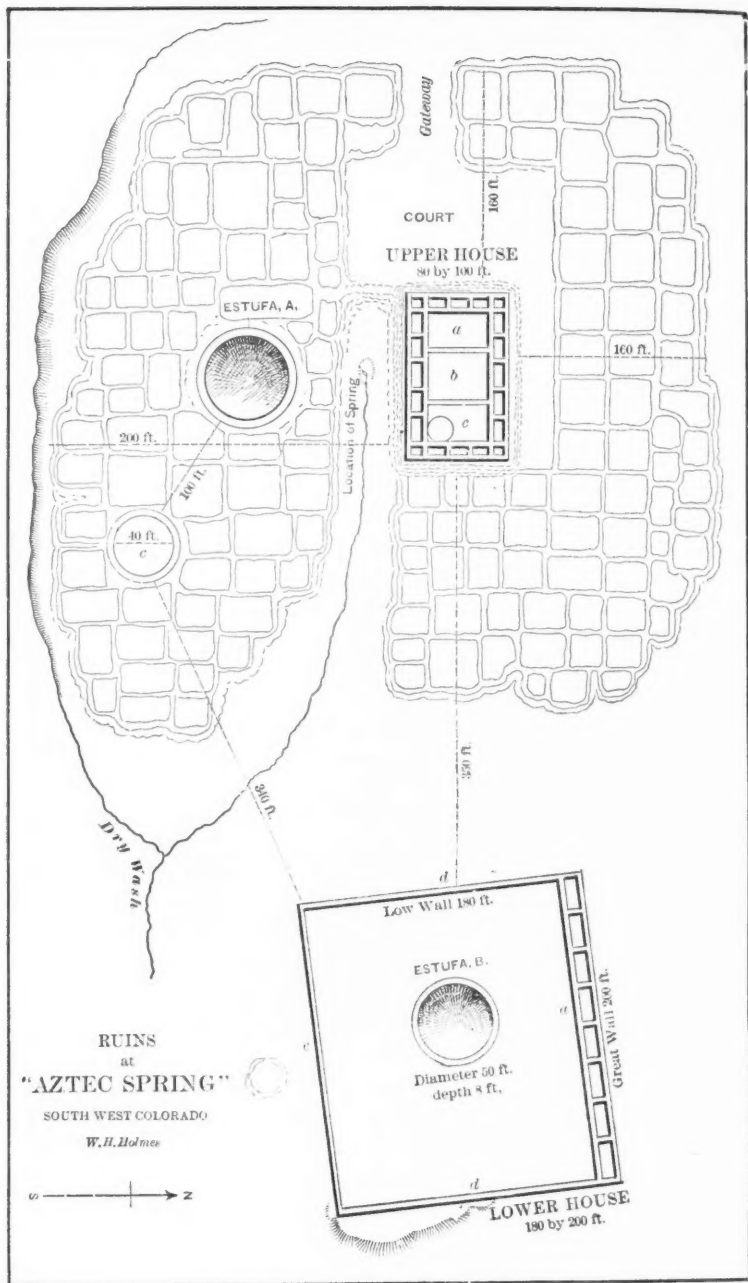 Gateway
160 ft.
COURT
UPPER HOUSE
80 by 100 ft.
ESTUFA, A.
a
b
c
160 ft.
Location of Spring
200 ft.
100 ft.
40 ft.
c
340 ft.
350 ft.
Dry Wash
d
Low Wall 180 ft.
ESTUFA, B.
Diameter 50 ft.
depth 8 ft.
c
a
Great Wall 200 ft.
d
LOWER HOUSE
180 by 200 ft.
RUINS
at
"AZTEC SPRING"
SOUTH WEST COLORADO
W. H. Holmes
S
N